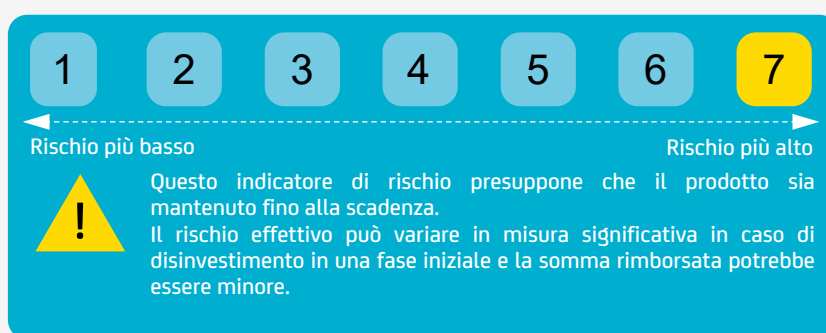 1 2 3 4 5 6 7
Rischio più basso Rischio più alto
Questo indicatore di rischio presuppone che il prodotto sia
mantenuto fino alla scadenza.
Il rischio effettivo può variare in misura significativa in caso di
disinvestimento in una fase iniziale e la somma rimborsata potrebbe
essere minore.
!